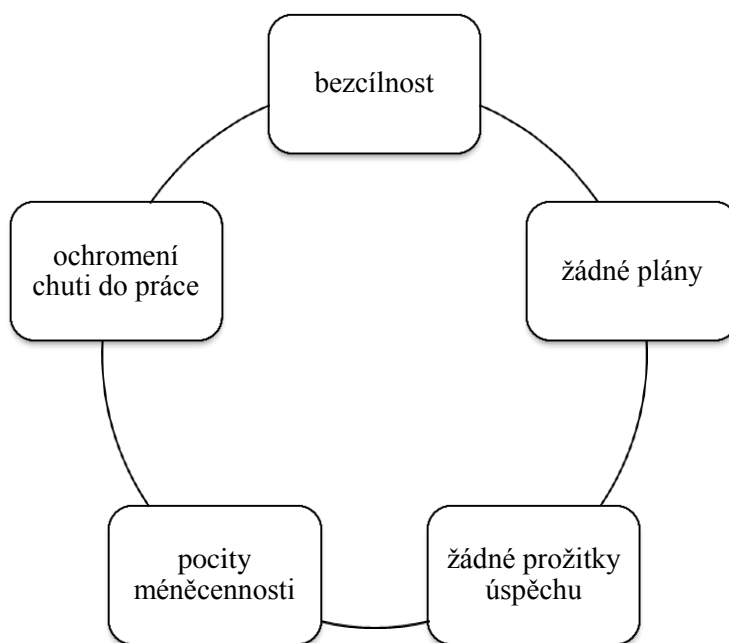 bezcílnost
žádné plány
žádné prožitky
úspěchu
pocity
méněcennosti
ochromení
chuti do práce